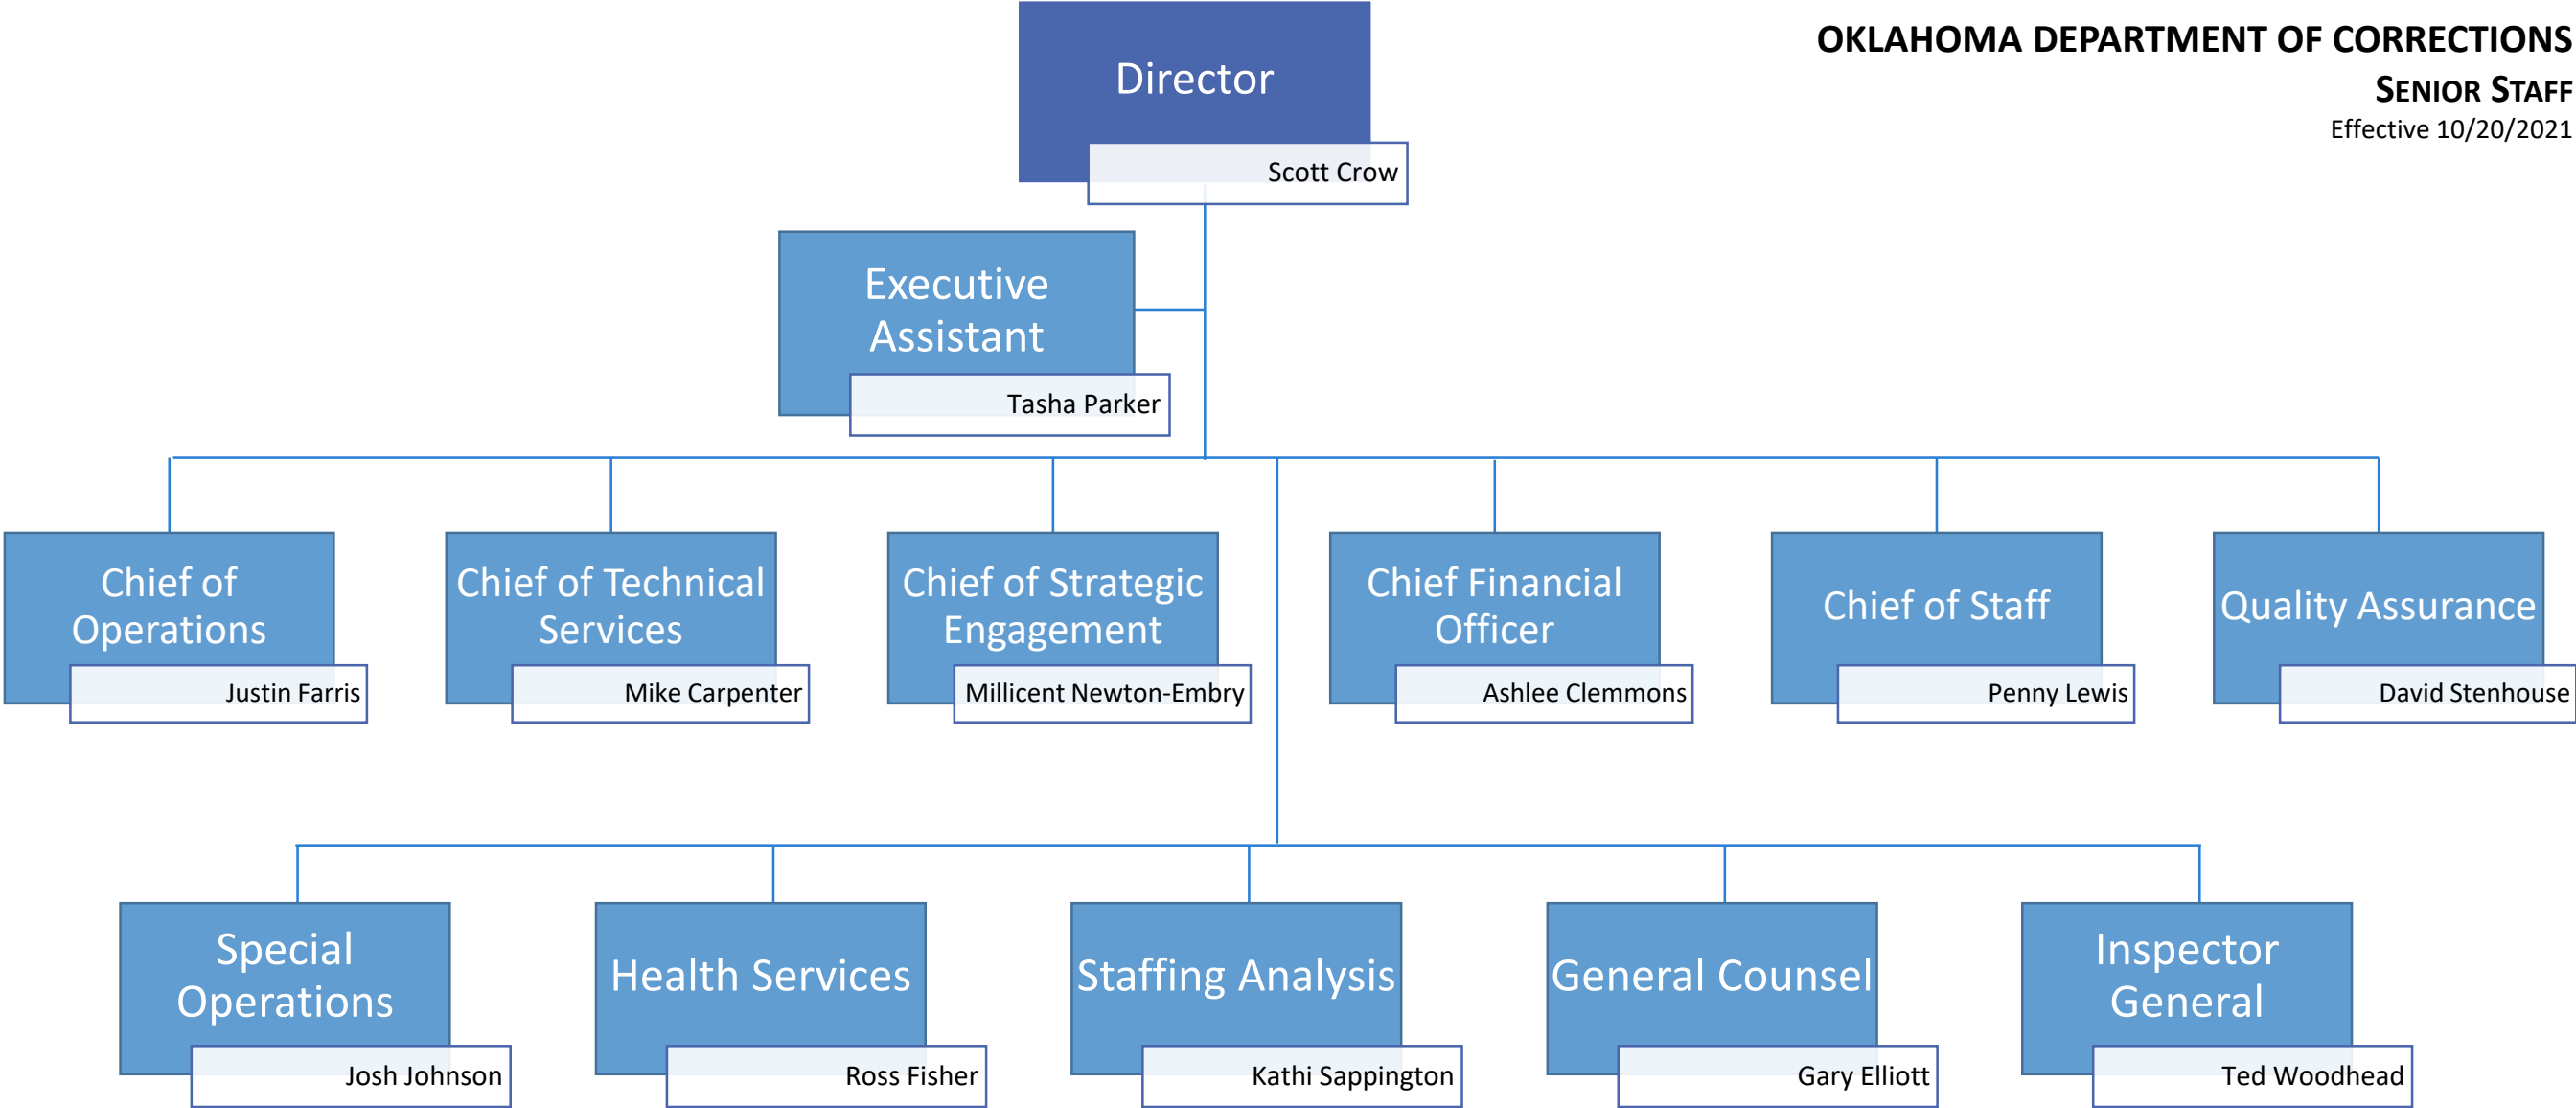 OKLAHOMA DEPARTMENT OF CORRECTIONS
SENIOR STAFF
Effective 10/20/2021
Director
Scott Crow
Executive
Assistant
Tasha Parker
Chief of
Operations
Justin Farris
Chief of Technical
Services
Mike Carpenter
Chief of Strategic
Engagement
Millicent Newton-Embry
Chief Financial
Officer
Ashlee Clemmons
Chief of Staff
Penny Lewis
Quality Assurance
David Stenhouse
Special
Operations
Josh Johnson
Health Services
Ross Fisher
Staffing Analysis
Kathi Sappington
General Counsel
Gary Elliott
Inspector
General
Ted Woodhead